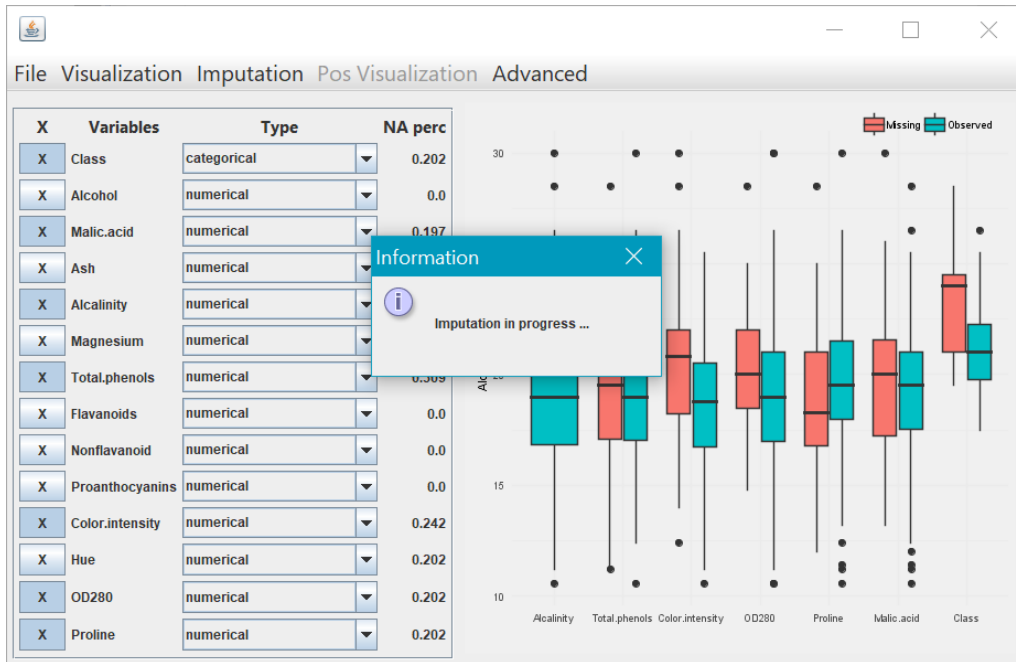 File Visualization Imputation Pos Visualization Advanced
X Variables Type NA perc
X Class categorical 0.202
X Alcohol numerical 0.0
X Malic.acid numerical 0.197
X Ash numerical
X Alcalinity numerical
X Magnesium numerical
X Total.phenols numerical 0.309
X Flavanoids numerical 0.0
X Nonflavanoid numerical 0.0
X Proanthocyanins numerical 0.0
X Color.intensity numerical 0.242
X Hue numerical 0.202
X OD280 numerical 0.202
X Proline numerical 0.202
Information
Imputation in progress ...
Missing Observed
30
15
10
Alcalinity Total.phenols Color.intensity OD280 Proline Malic.acid Class